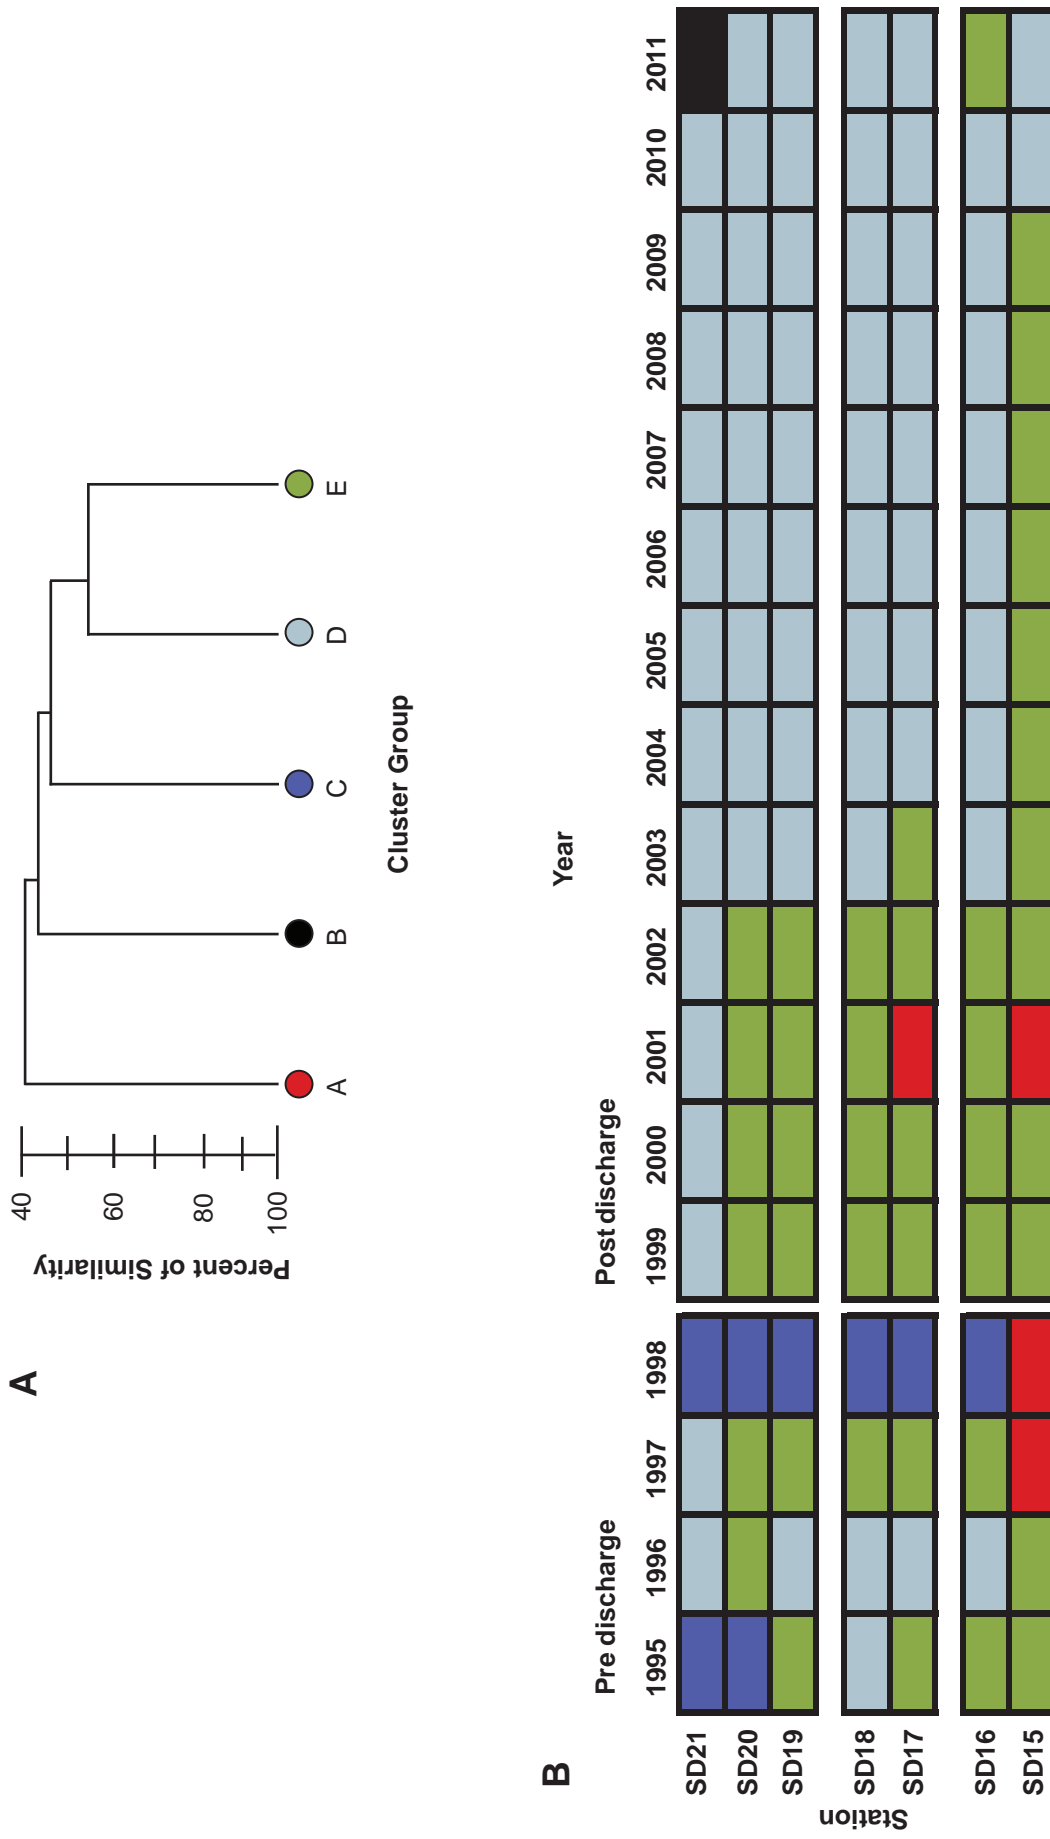 A
Percent of Similarity
40
60
80
100
A B C D E
Cluster Group
B
Year
Pre discharge Post discharge
1995 1996 1997 1998 1999 2000 2001 2002 2003 2004 2005 2006 2007 2008 2009 2010 2011
Station
SD21
SD20
SD19
SD18
SD17
SD16
SD15